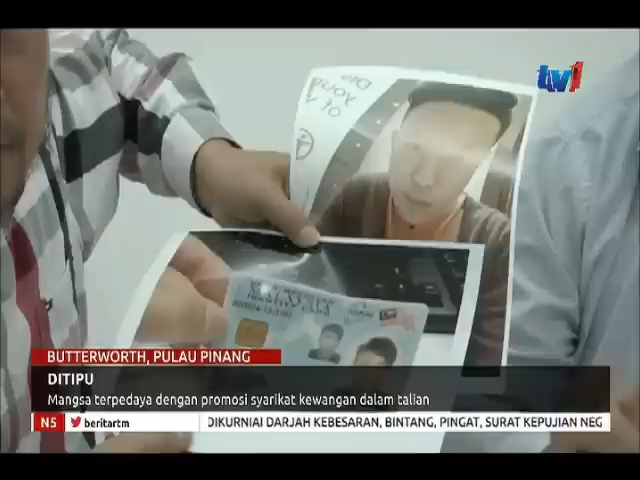 tv1
BUTTERWORTH, PULAU PINANG
DITIPU
Mangsa terpedaya dengan promosi syarikat kewangan dalam talian
N5 beritartm DIKURNIAI DARJAH KEBESARAN, BINTANG, PINGAT, SURAT KEPUJIAN NEG